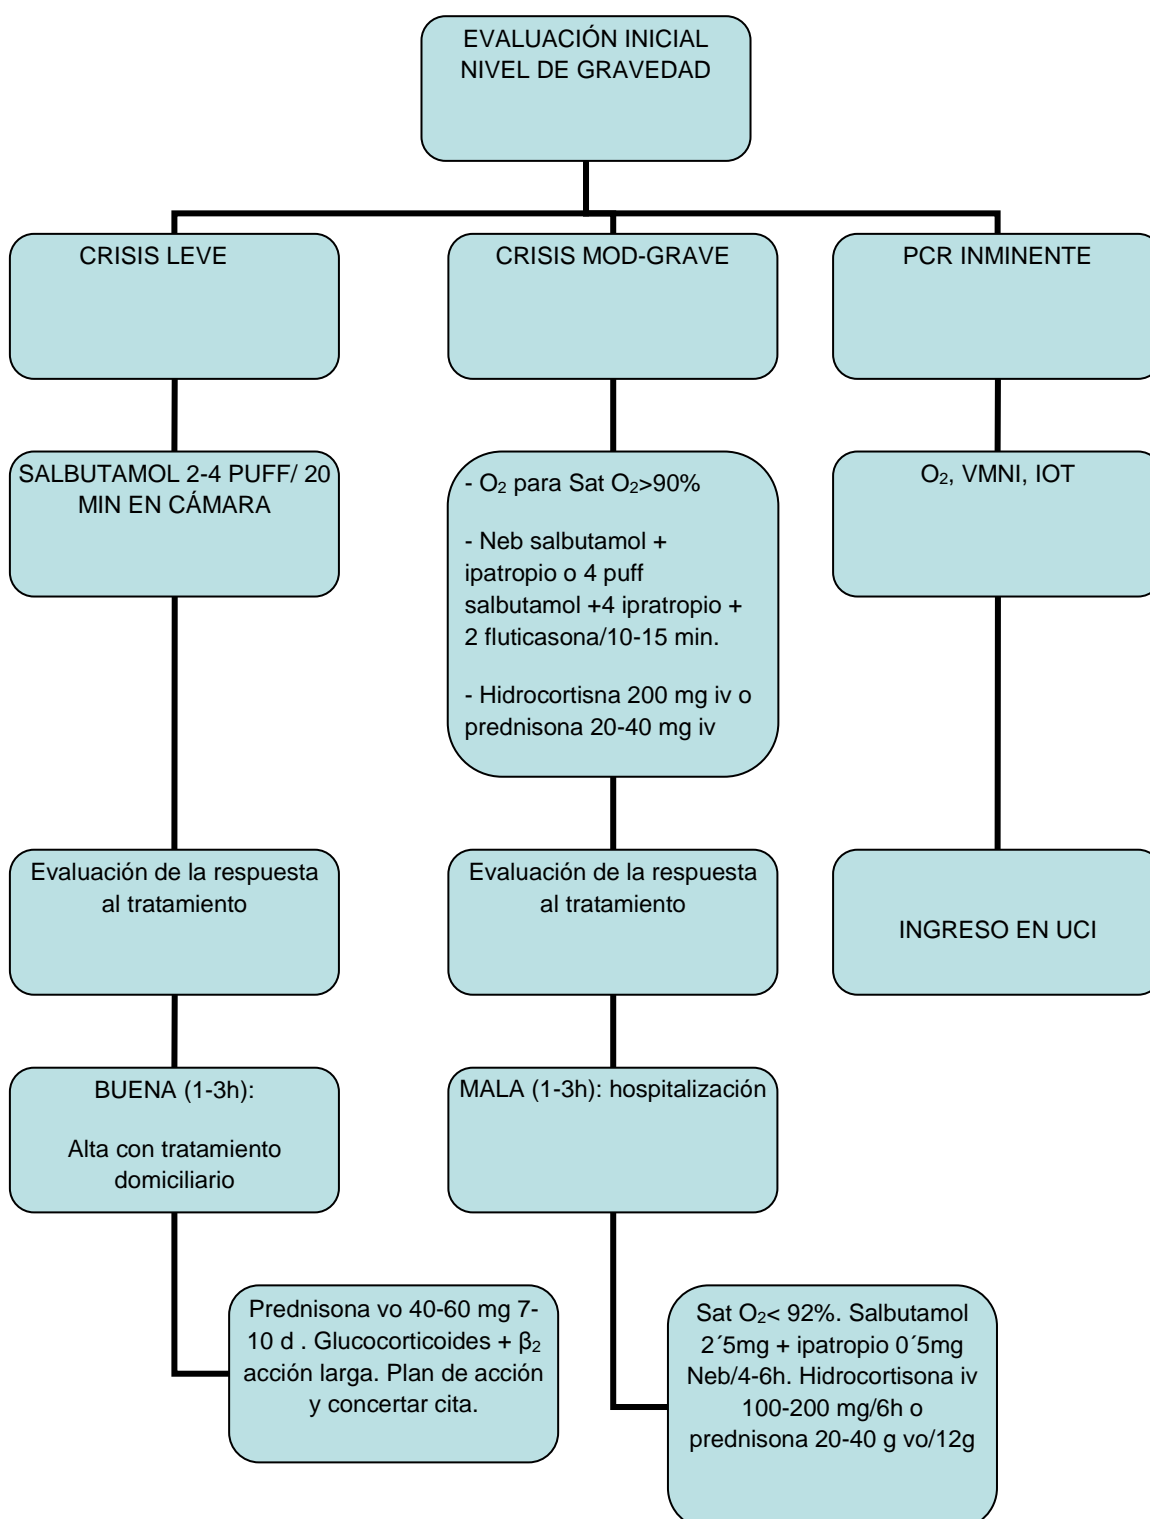 EVALUACIÓN INICIAL
NIVEL DE GRAVEDAD
CRISIS LEVE
CRISIS MOD-GRAVE
PCR INMINENTE
SALBUTAMOL 2-4 PUFF/ 20
MIN EN CÁMARA
- O₂ para Sat O₂>90%
- Neb salbutamol +
ipatropio o 4 puff
salbutamol +4 ipratropio +
2 fluticasona/10-15 min.
- Hidrocortisna 200 mg iv o
prednisona 20-40 mg iv
O₂, VMNI, IOT
Evaluación de la respuesta
al tratamiento
Evaluación de la respuesta
al tratamiento
INGRESO EN UCI
BUENA (1-3h):
Alta con tratamiento
domiciliario
MALA (1-3h): hospitalización
Prednisona vo 40-60 mg 7-
10 d . Glucocorticoides + β₂
acción larga. Plan de acción
y concertar cita.
Sat O₂< 92%. Salbutamol
2´5mg + ipatropio 0´5mg
Neb/4-6h. Hidrocortisona iv
100-200 mg/6h o
prednisona 20-40 g vo/12g